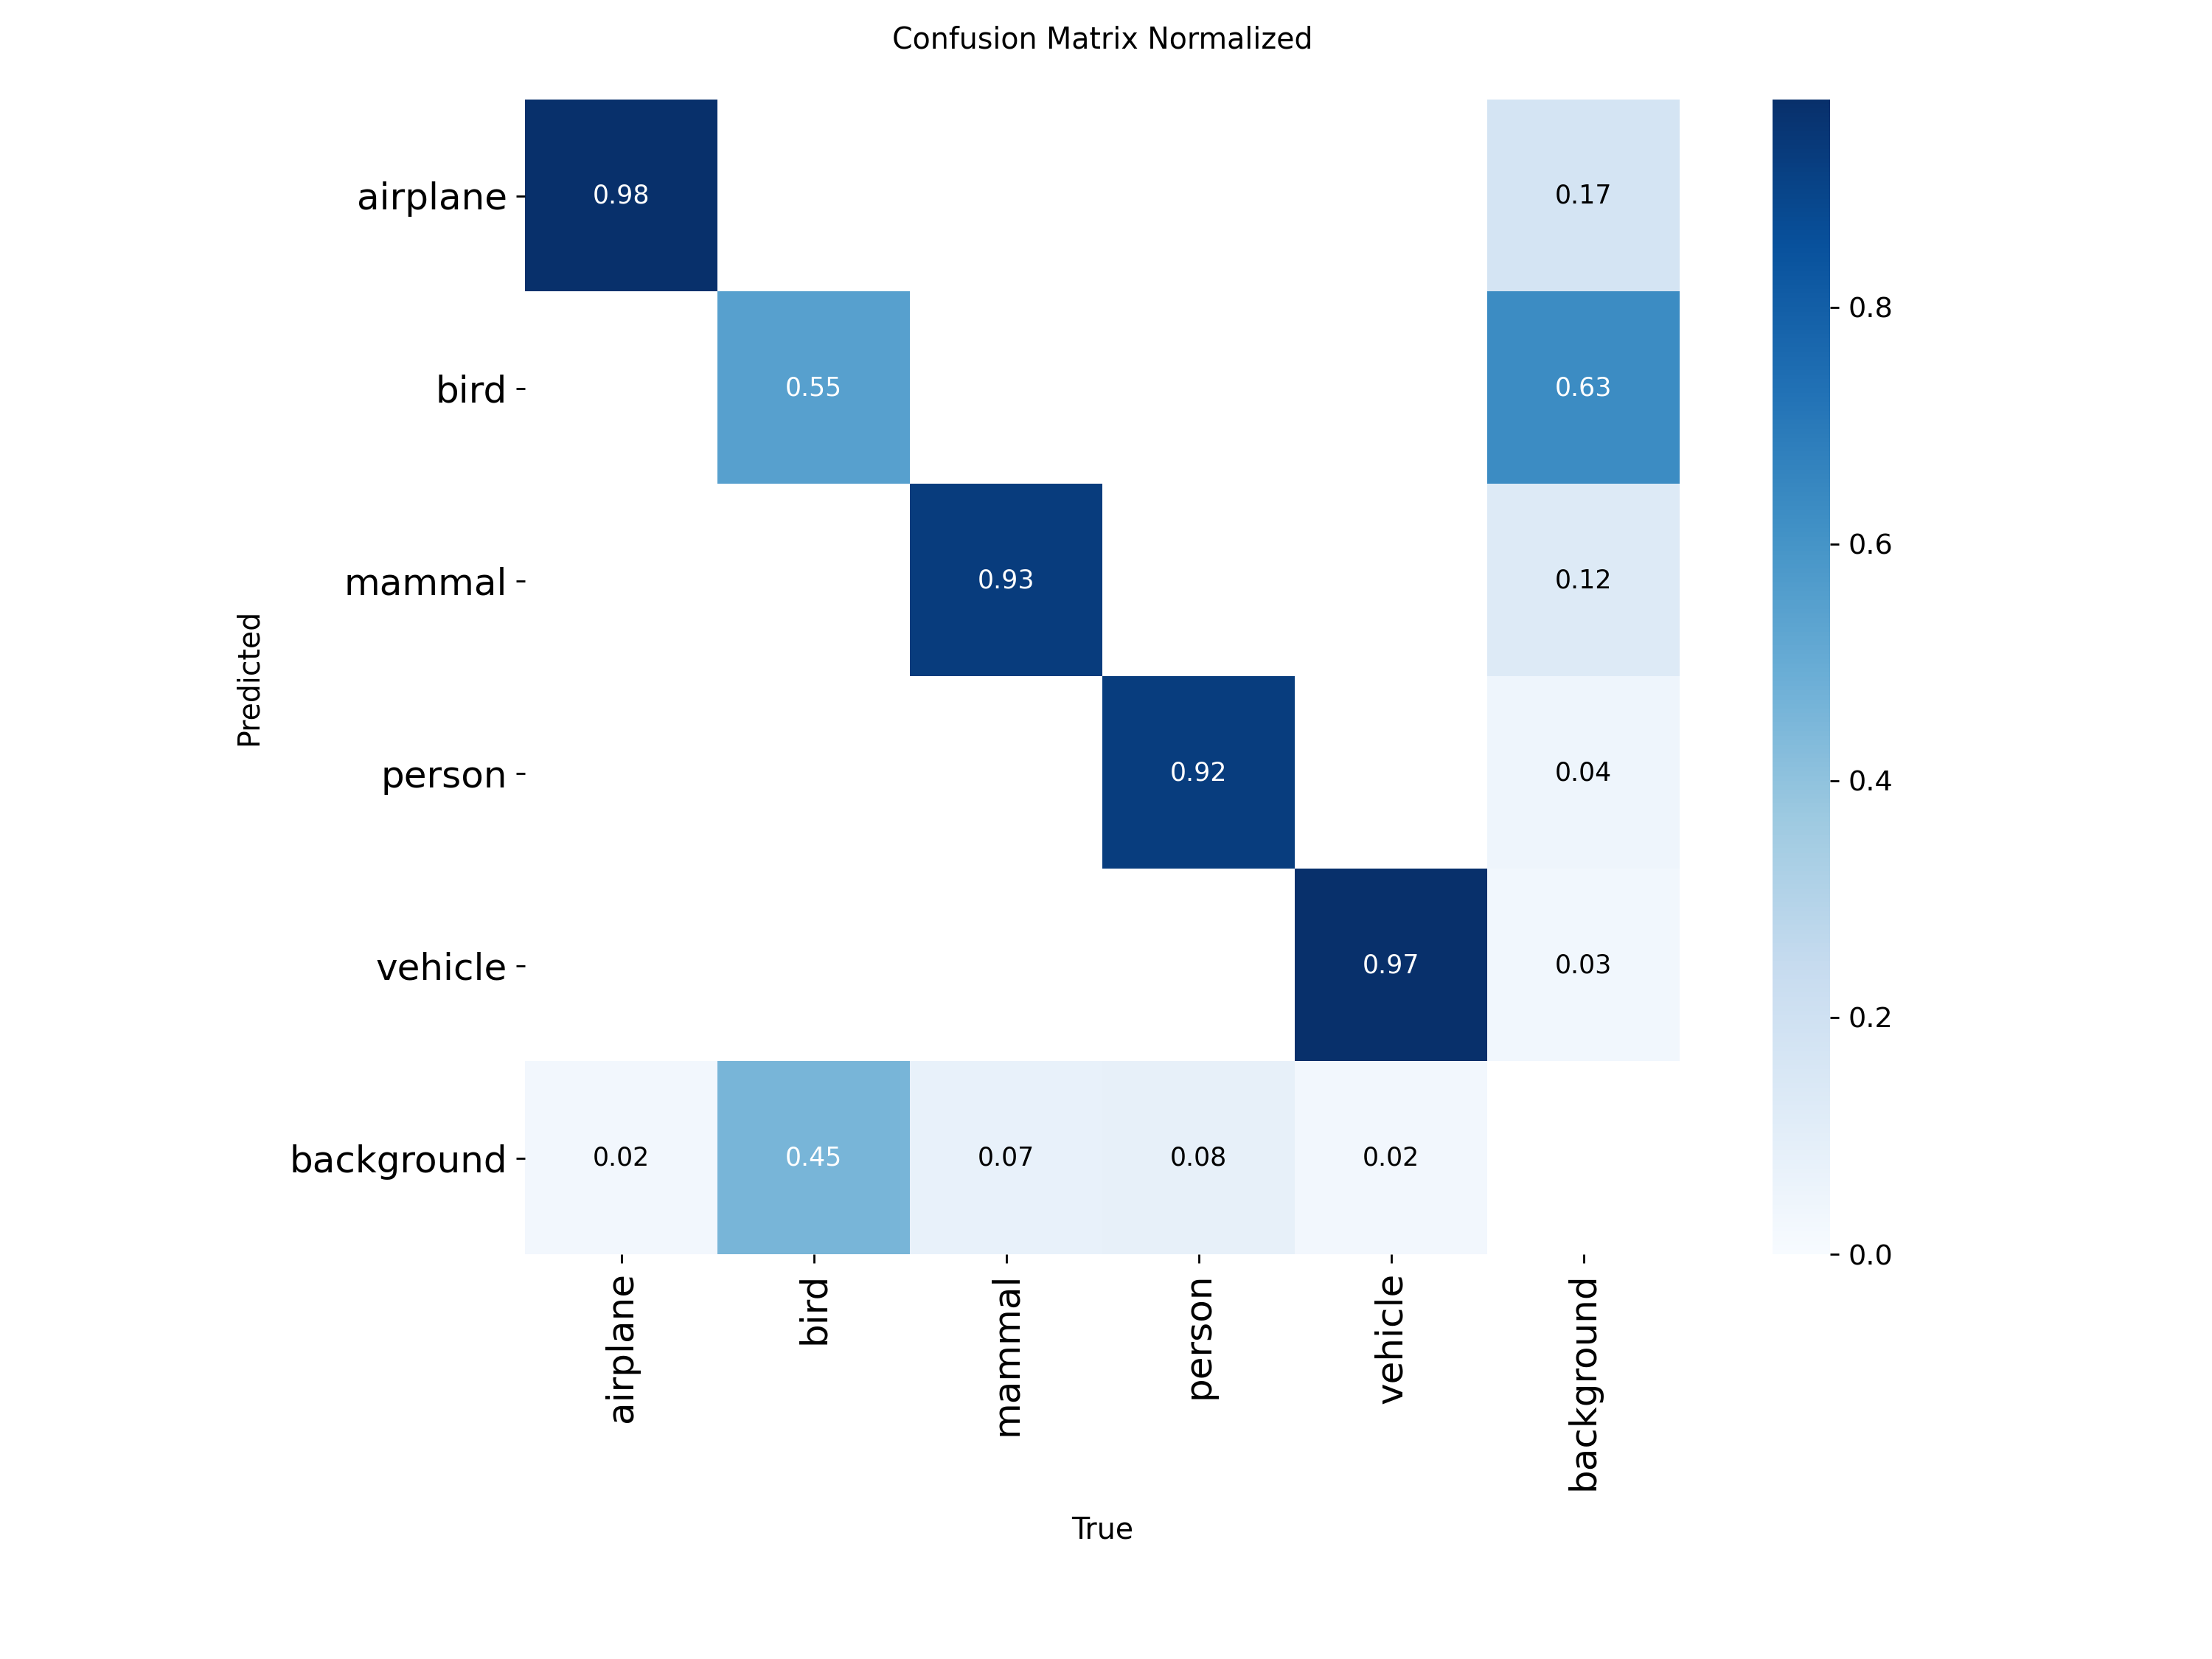 Confusion Matrix Normalized
airplane
0.98
0.17
bird
0.55
0.63
mammal
0.93
0.12
person
0.92
0.04
vehicle
0.97
0.03
background
0.02
0.45
0.07
0.08
0.02
Predicted
airplane
bird
mammal
person
vehicle
background
True
0.8
0.6
0.4
0.2
0.0